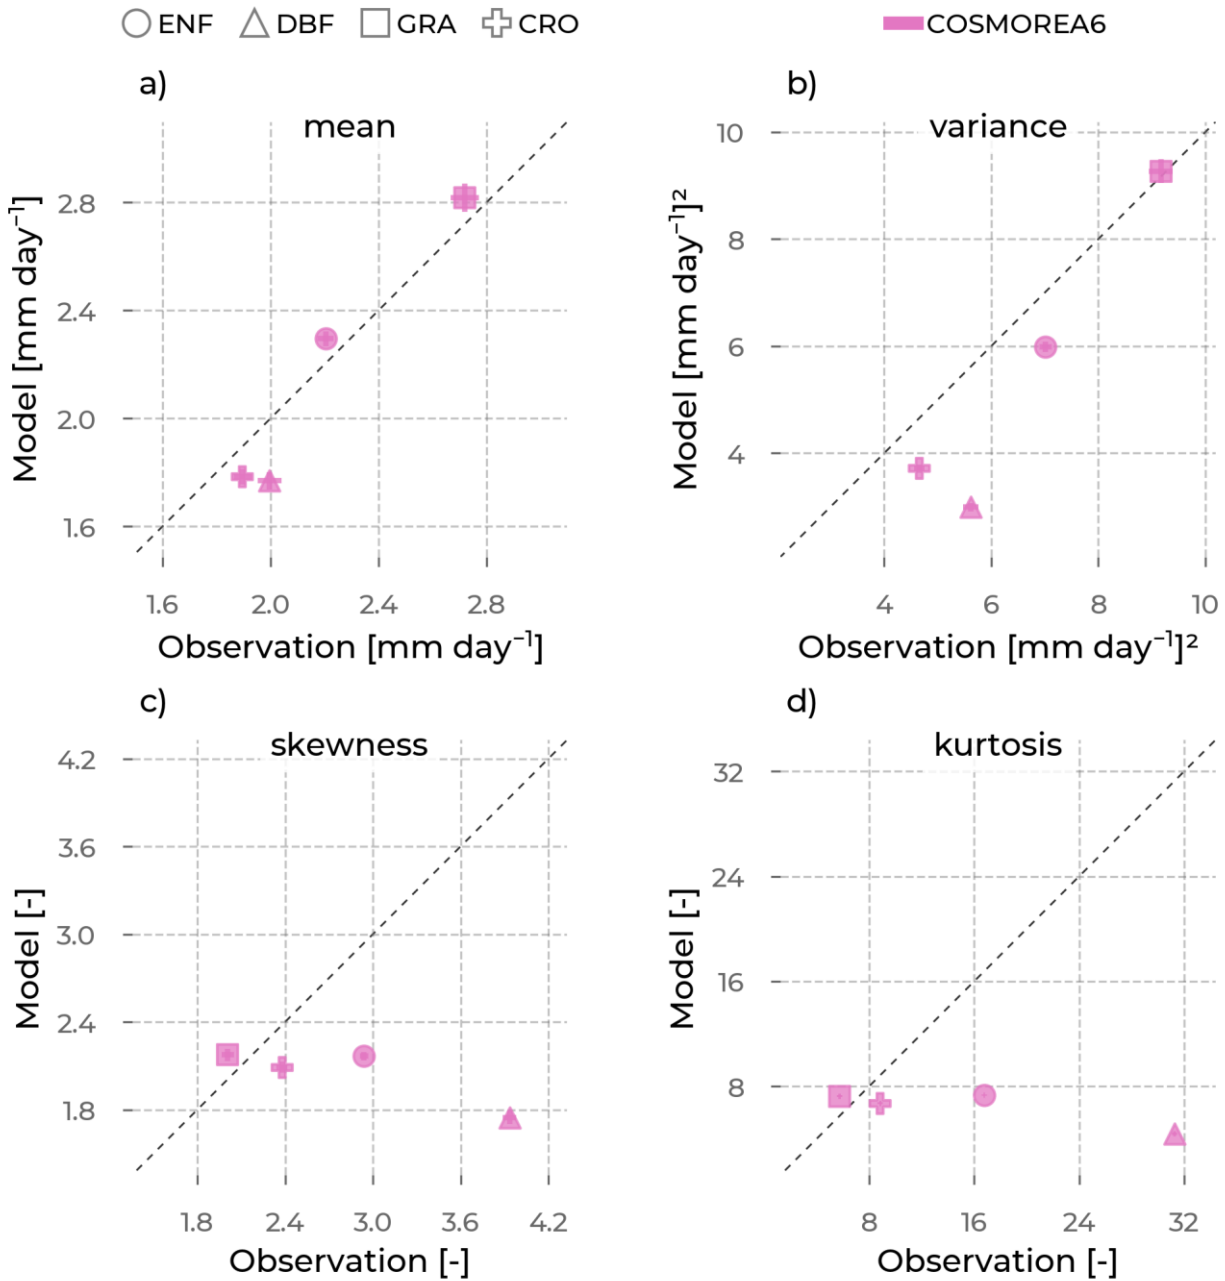 ENF DBF GRA CRO COSMOREA6
a)
mean
Model [mm day⁻¹]
2.8
2.4
2.0
1.6
1.6 2.0 2.4 2.8
Observation [mm day⁻¹]
b)
variance
Model [mm day⁻¹]²
10
8
6
4
4 6 8 10
Observation [mm day⁻¹]²
c)
skewness
Model [-]
4.2
3.6
3.0
2.4
1.8
1.8 2.4 3.0 3.6 4.2
Observation [-]
d)
kurtosis
Model [-]
32
24
16
8
8 16 24 32
Observation [-]